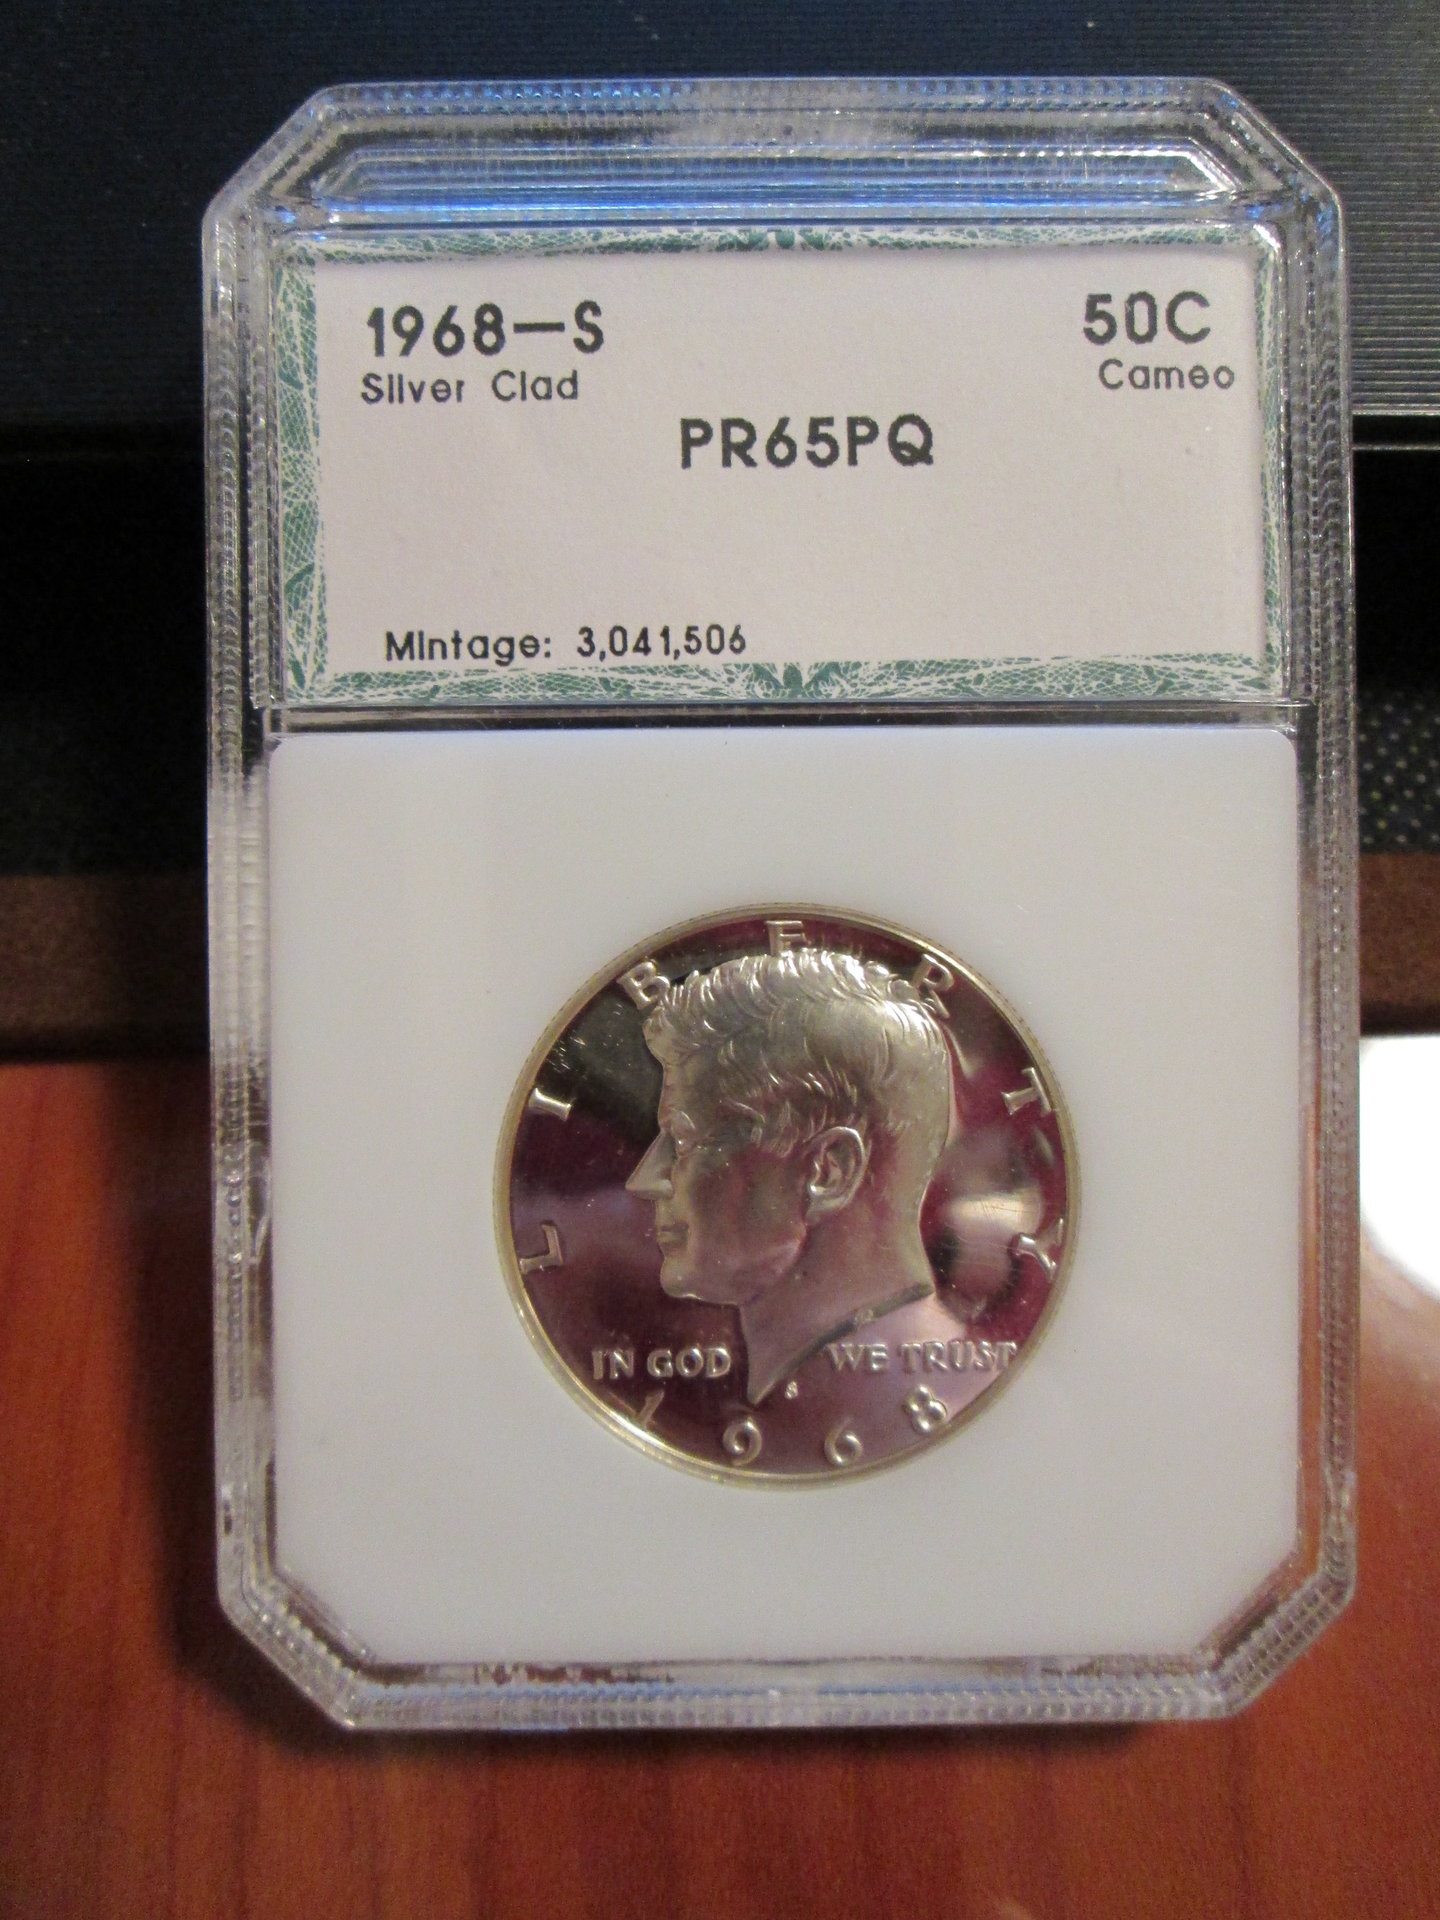 1968—S
50C
Silver Clad
Cameo
PR65PQ
Mintage: 3,041,506
LIBERTY
IN GOD WE TRUST
S
1968